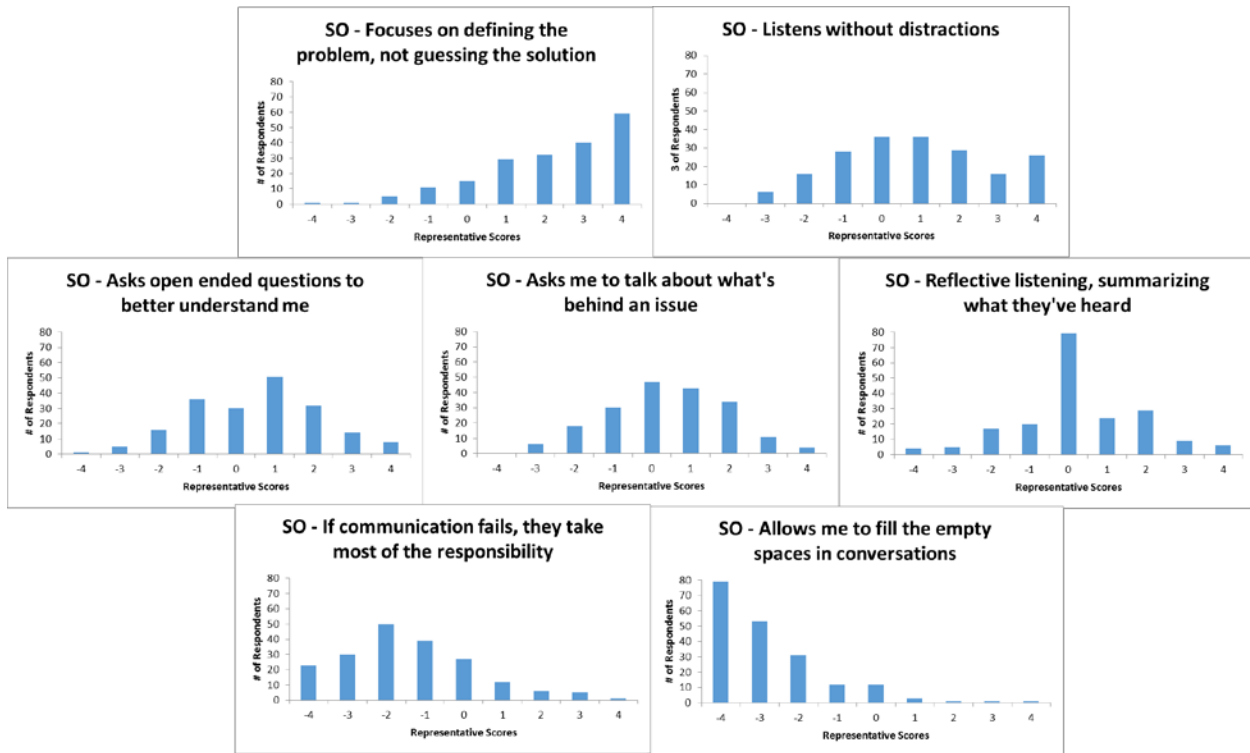 SO - Focuses on defining the
problem, not guessing the solution
80
70
60
50
40
30
20
10
0
# of Respondents
-4 -3 -2 -1 0 1 2 3 4
Representative Scores
SO - Listens without distractions
80
70
60
50
40
30
20
10
0
3 of Respondents
-4 -3 -2 -1 0 1 2 3 4
Representative Scores
SO - Asks open ended questions to
better understand me
80
70
60
50
40
30
20
10
0
# of Respondents
-4 -3 -2 -1 0 1 2 3 4
Representative Scores
SO - Asks me to talk about what's
behind an issue
80
70
60
50
40
30
20
10
0
# of Respondents
-4 -3 -2 -1 0 1 2 3 4
Representative Scores
SO - Reflective listening, summarizing
what they've heard
80
70
60
50
40
30
20
10
0
# of Respondents
-4 -3 -2 -1 0 1 2 3 4
Representative Scores
SO - If communication fails, they take
most of the responsibility
80
70
60
50
40
30
20
10
0
# of Respondents
-4 -3 -2 -1 0 1 2 3 4
Representative Scores
SO - Allows me to fill the empty
spaces in conversations
80
70
60
50
40
30
20
10
0
# of Respondents
-4 -3 -2 -1 0 1 2 3 4
Representative Scores